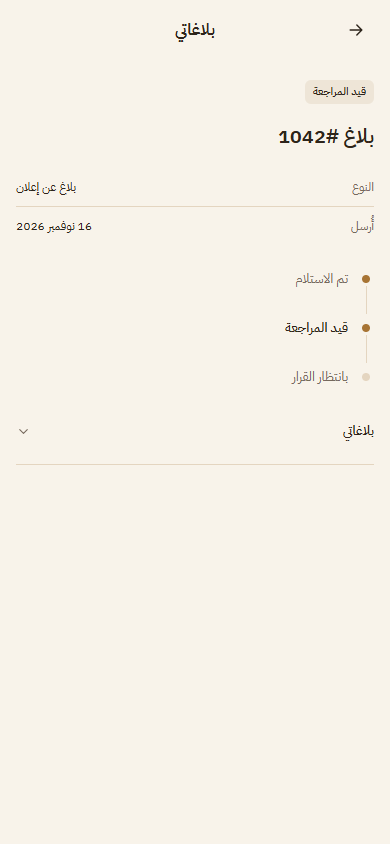 بلاغاتي
قيد المراجعة
بلاغ #1042
النوع
بلاغ عن إعلان
أُرسل
16 نوفمبر 2026
تم الاستلام
قيد المراجعة
بانتظار القرار
بلاغاتي